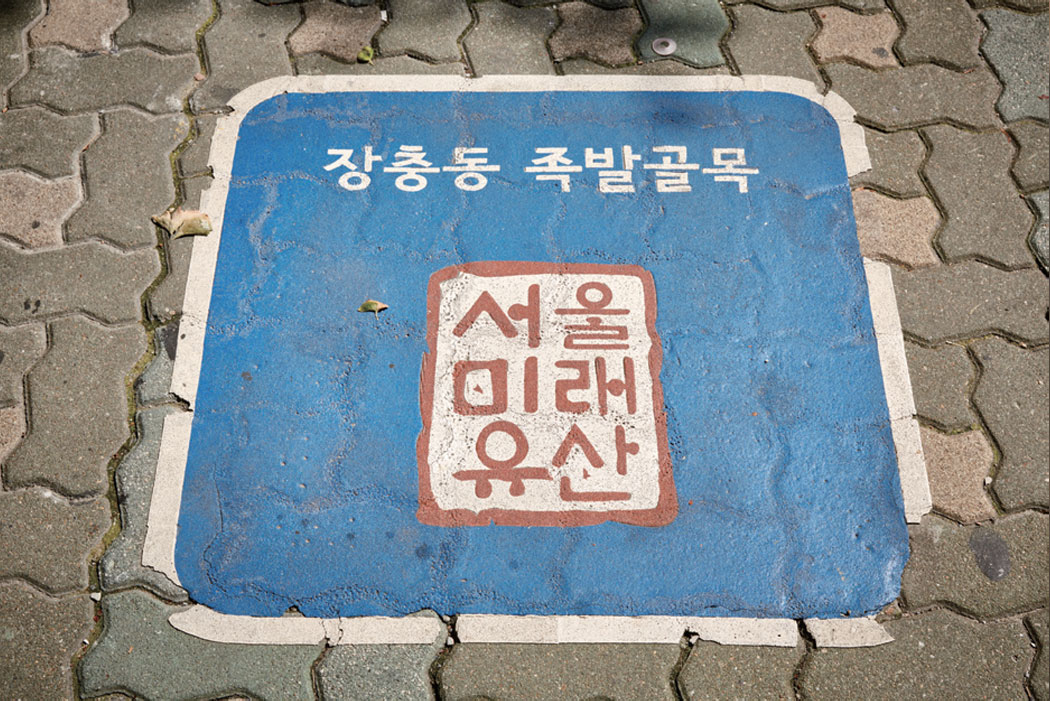 장충동 족발골목
서울
미래
유산